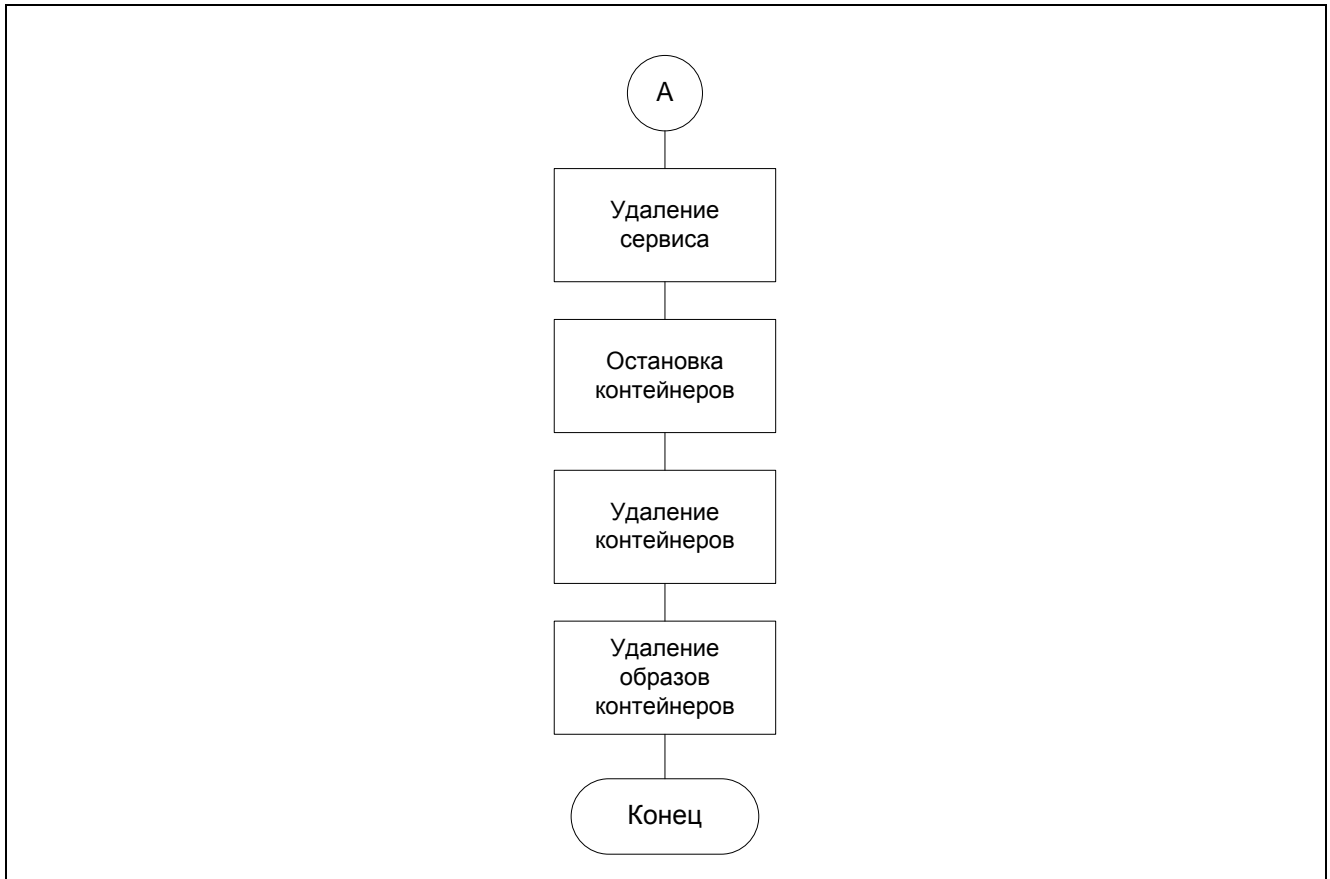 А
Удаление
сервиса
Остановка
контейнеров
Удаление
контейнеров
Удаление
образов
контейнеров
Конец